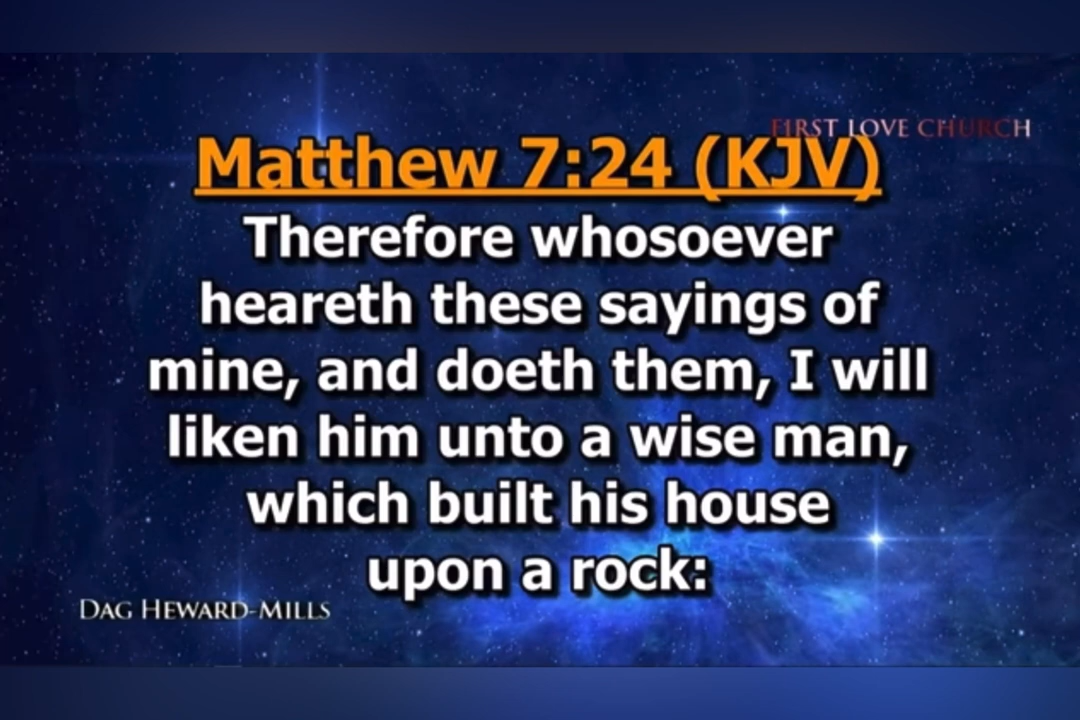 FIRST LOVE CHURCH
Matthew 7:24 (KJV)
Therefore whosoever
heareth these sayings of
mine, and doeth them, I will
liken him unto a wise man,
which built his house
upon a rock:
DAG HEWARD-MILLS